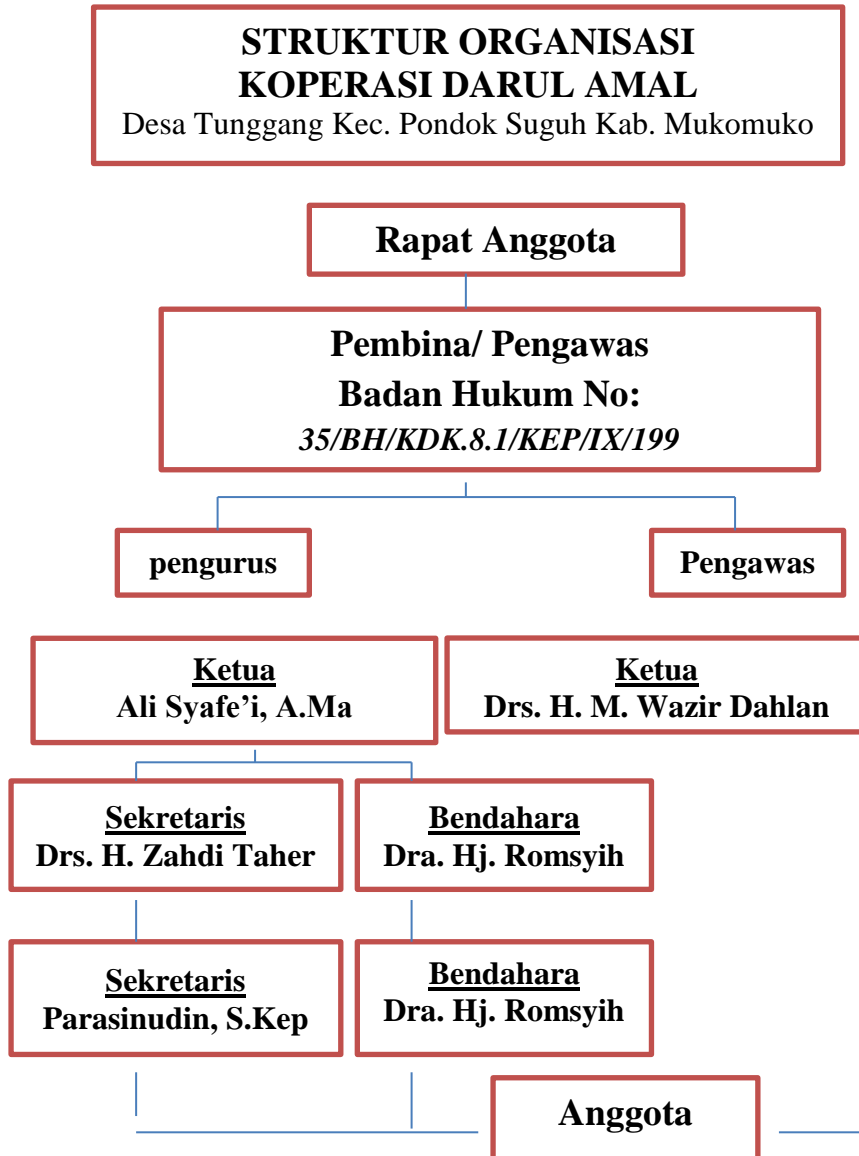 STRUKTUR ORGANISASI
KOPERASI DARUL AMAL
Desa Tunggang Kec. Pondok Suguh Kab. Mukomuko
Rapat Anggota
Pembina/ Pengawas
Badan Hukum No:
35/BH/KDK.8.1/KEP/IX/199
pengurus
Pengawas
Ketua
Ali Syafe’i, A.Ma
Ketua
Drs. H. M. Wazir Dahlan
Sekretaris
Drs. H. Zahdi Taher
Bendahara
Dra. Hj. Romsyih
Sekretaris
Parasinudin, S.Kep
Bendahara
Dra. Hj. Romsyih
Anggota